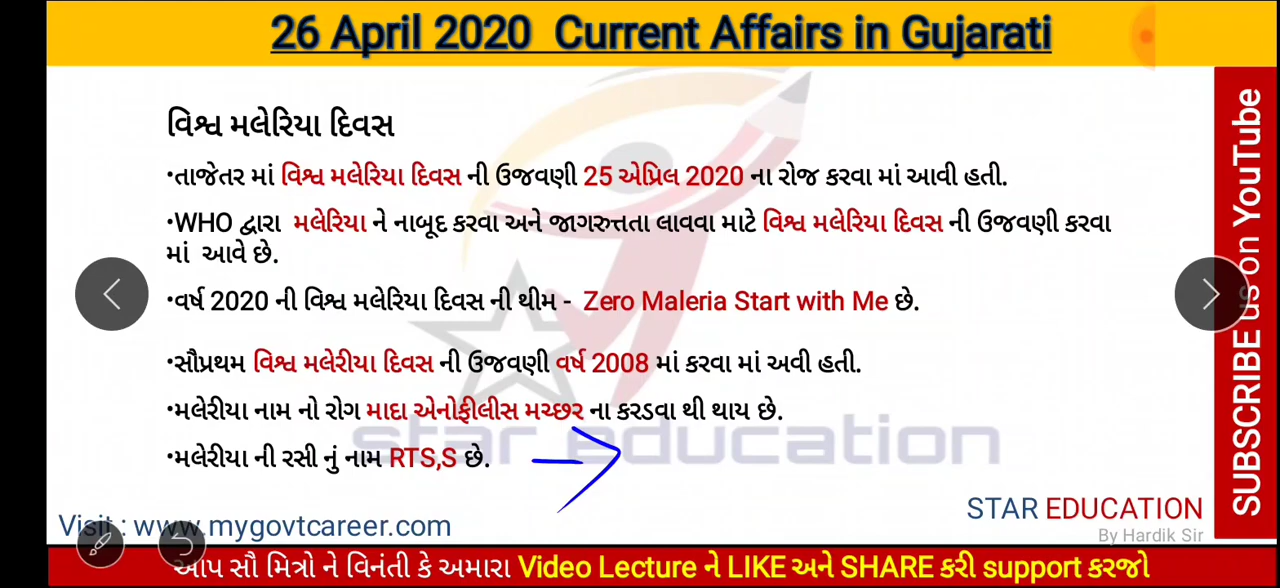 26 April 2020 Current Affairs in Gujarati
વિશ્વ મલેરિયા દિવસ
•તાજેતર માં વિશ્વ મલેરિયા દિવસ ની ઉજવણી 25 એપ્રિલ 2020 ના રોજ કરવા માં આવી હતી.
•WHO દ્વારા મલેરિયા ને નાબૂદ કરવા અને જાગરુત્તતા લાવવા માટે વિશ્વ મલેરિયા દિવસ ની ઉજવણી કરવા
માં આવે છે.
•વર્ષ 2020 ની વિશ્વ મલેરિયા દિવસ ની થીમ - Zero Maleria Start with Me છે.
•સૌપ્રથમ વિશ્વ મલેરીયા દિવસ ની ઉજવણી વર્ષ 2008 માં કરવા માં અવી હતી.
•મલેરીયા નામ નો રોગ માદા એનોફીલીસ મચ્છર ના કરડવા થી થાય છે.
star education
•મલેરીયા ની રસી નું નામ RTS,S છે.
STAR EDUCATION
Visit : www.mygovtcareer.com
By Hardik Sir
આપ સૌ મિત્રો ને વિનંતી કે અમારા Video Lecture ને LIKE અને SHARE કરી support કરજો
SUBSCRIBE us on YouTube